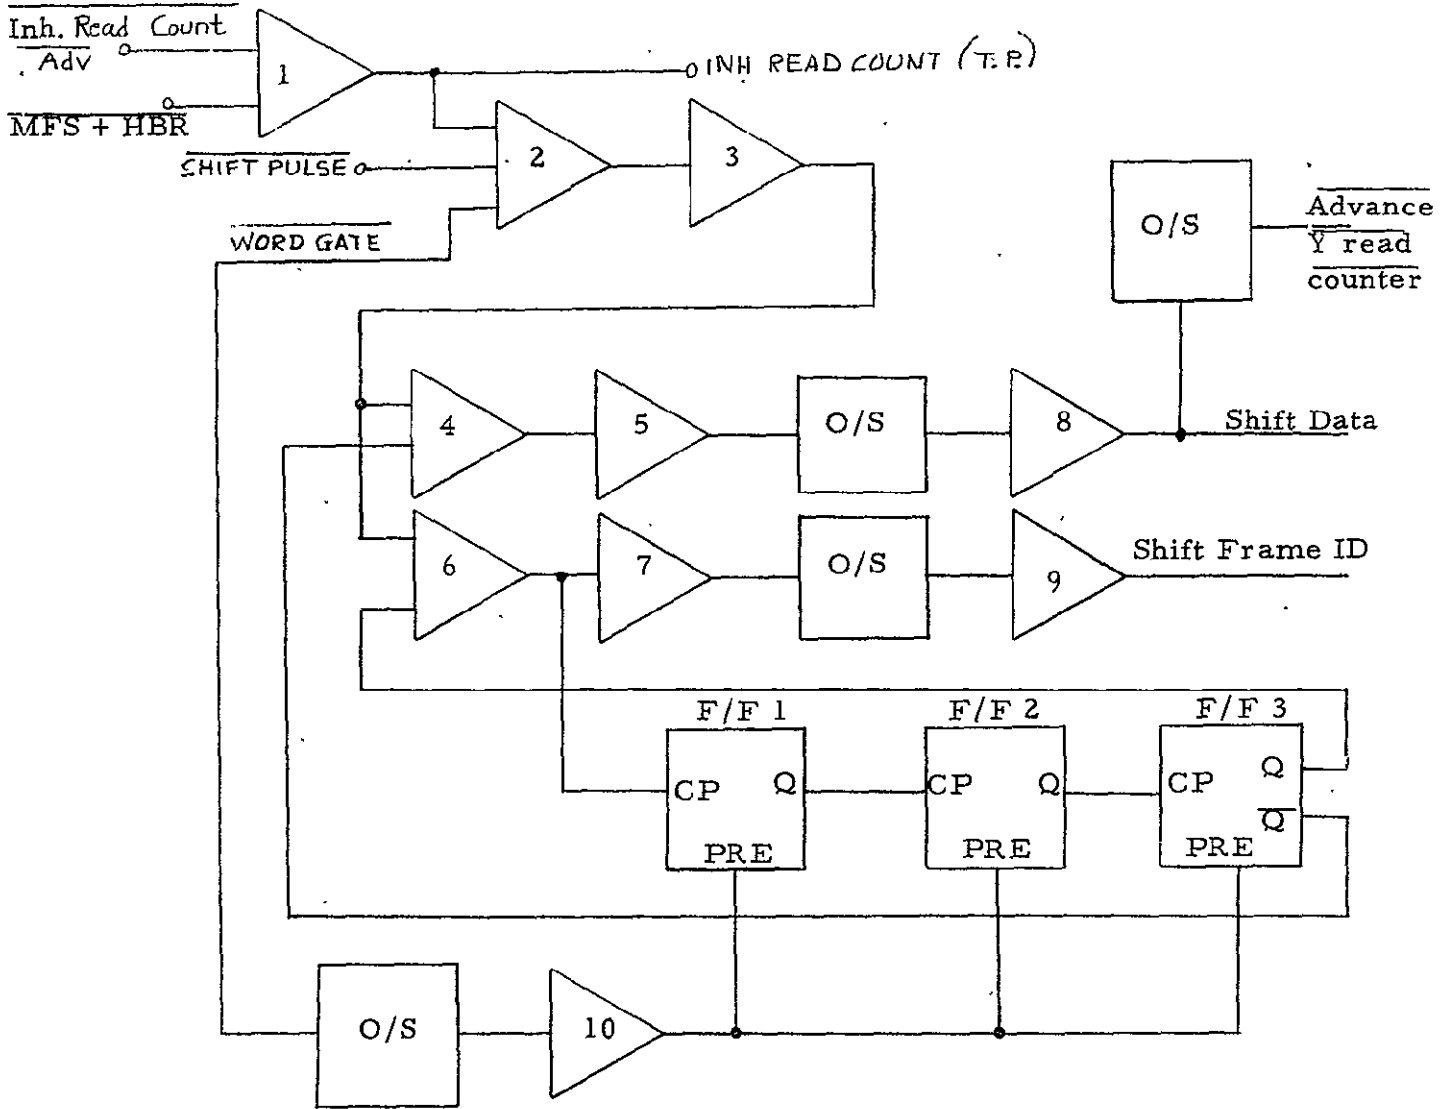 Inh. Read Count
Adv
MFS + HBR
1
INH READ COUNT (T.P.)
SHIFT PULSE
2
3
WORD GATE
O/S
Advance
Y read
counter
4
5
O/S
8
Shift Data
6
7
O/S
9
Shift Frame ID
F/F 1
F/F 2
F/F 3
CP
Q
PRE
CP
Q
PRE
CP
Q
Q̅
PRE
O/S
10